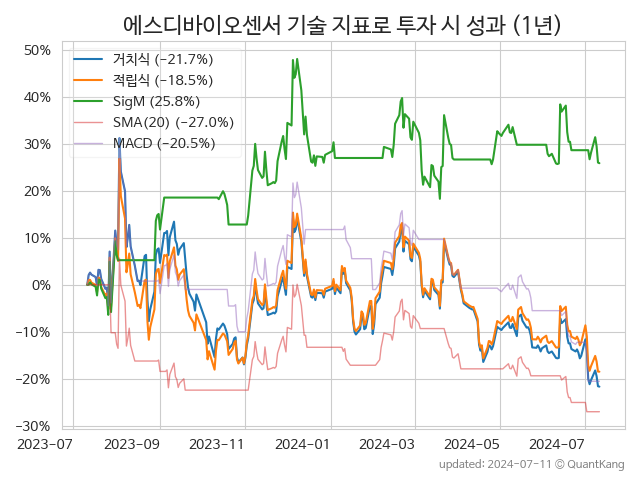 에스디바이오센서 기술 지표로 투자 시 성과 (1년)
50%
40%
30%
20%
10%
0%
−10%
−20%
−30%
거치식 (−21.7%)
적립식 (−18.5%)
SigM (25.8%)
SMA(20) (−27.0%)
MACD (−20.5%)
2023-07 2023-09 2023-11 2024-01 2024-03 2024-05 2024-07
updated: 2024-07-11 © QuantKang